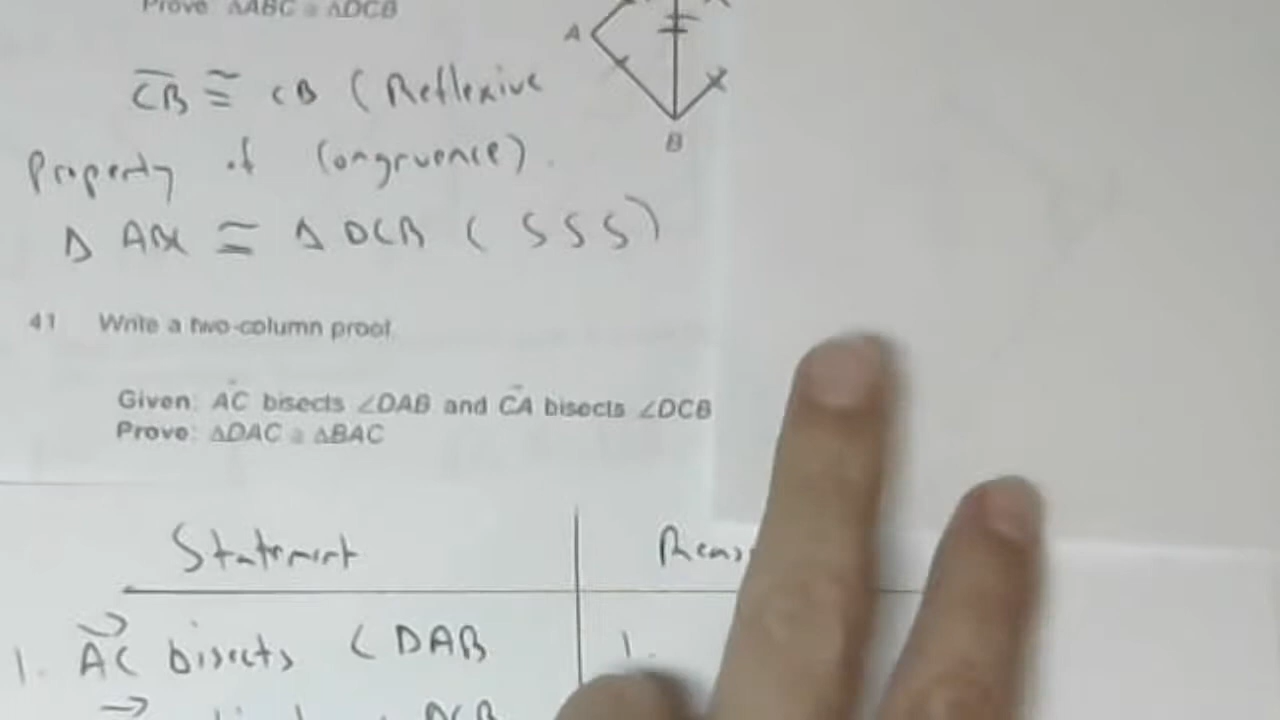 Prove: △ABC ≅ △DCB
A
B
CB ≅ CB (Reflexive
Property of Congruence).
△ ABC ≅ △ DCB ( SSS)
41 Write a two-column proof.
Given: AC bisects ∠DAB and CA bisects ∠DCB
Prove: △DAC ≅ △BAC
Statement
1. AC bisects ∠DAB 1.